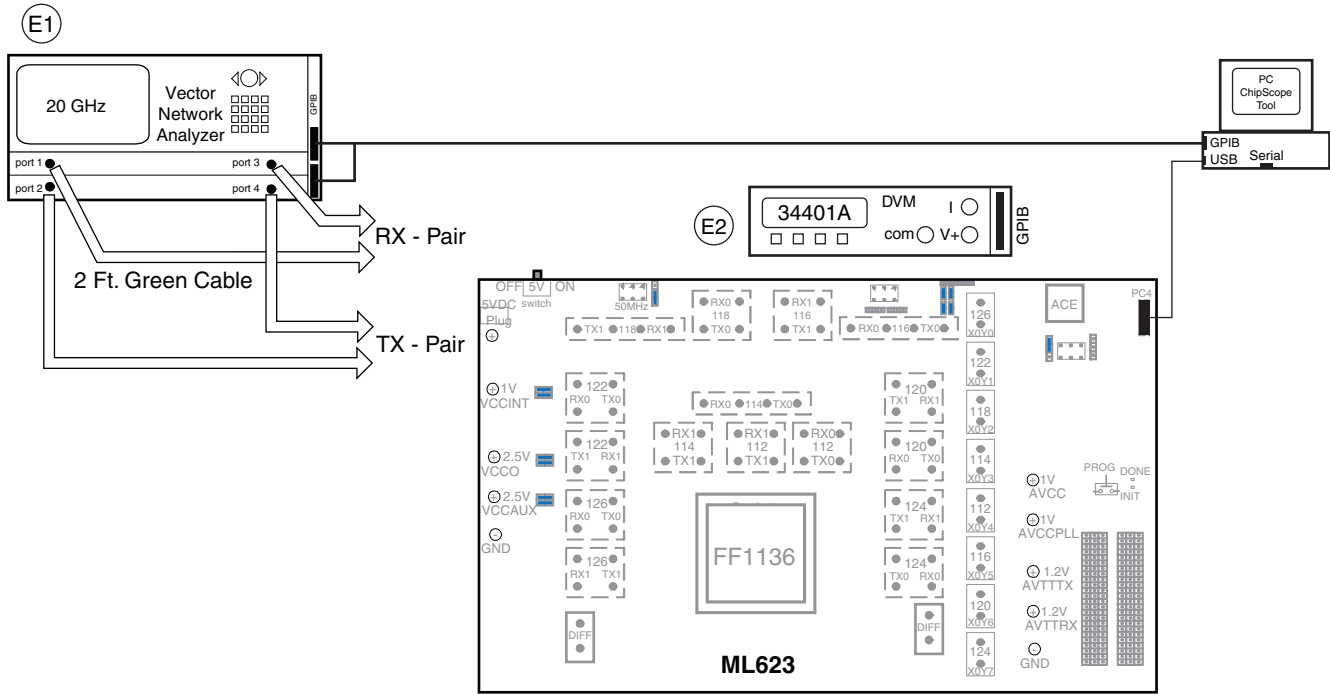 E1
20 GHz
Vector
Network
Analyzer
GPIB
port 1
port 3
port 2
port 4
RX - Pair
2 Ft. Green Cable
TX - Pair
PC
ChipScope
Tool
GPIB
USB
Serial
E2
34401A
DVM
I
com
V+
GPIB
OFF 5V ON
switch
5VDC
Plug
50MHz
TX1 118 RX1
RX0
118
TX0
RX1
116
TX1
RX0 116 TX0
126
X0Y0
ACE
PC4
122
X0Y1
118
X0Y2
114
X0Y3
112
X0Y4
116
X0Y5
120
X0Y6
124
X0Y7
1V
VCCINT
2.5V
VCCO
2.5V
VCCAUX
GND
122
RX0 TX0
122
TX1 RX1
126
RX0 TX0
126
RX1 TX1
DIFF
RX0 114 TX0
RX1
114
TX1
RX1
112
TX1
RX0
112
TX0
FF1136
120
TX1 RX1
120
RX0 TX0
124
TX1 RX1
124
TX0 RX0
DIFF
1V
AVCC
1V
AVCCPLL
1.2V
AVTTTX
1.2V
AVTTRX
GND
PROG
DONE
INIT
ML623